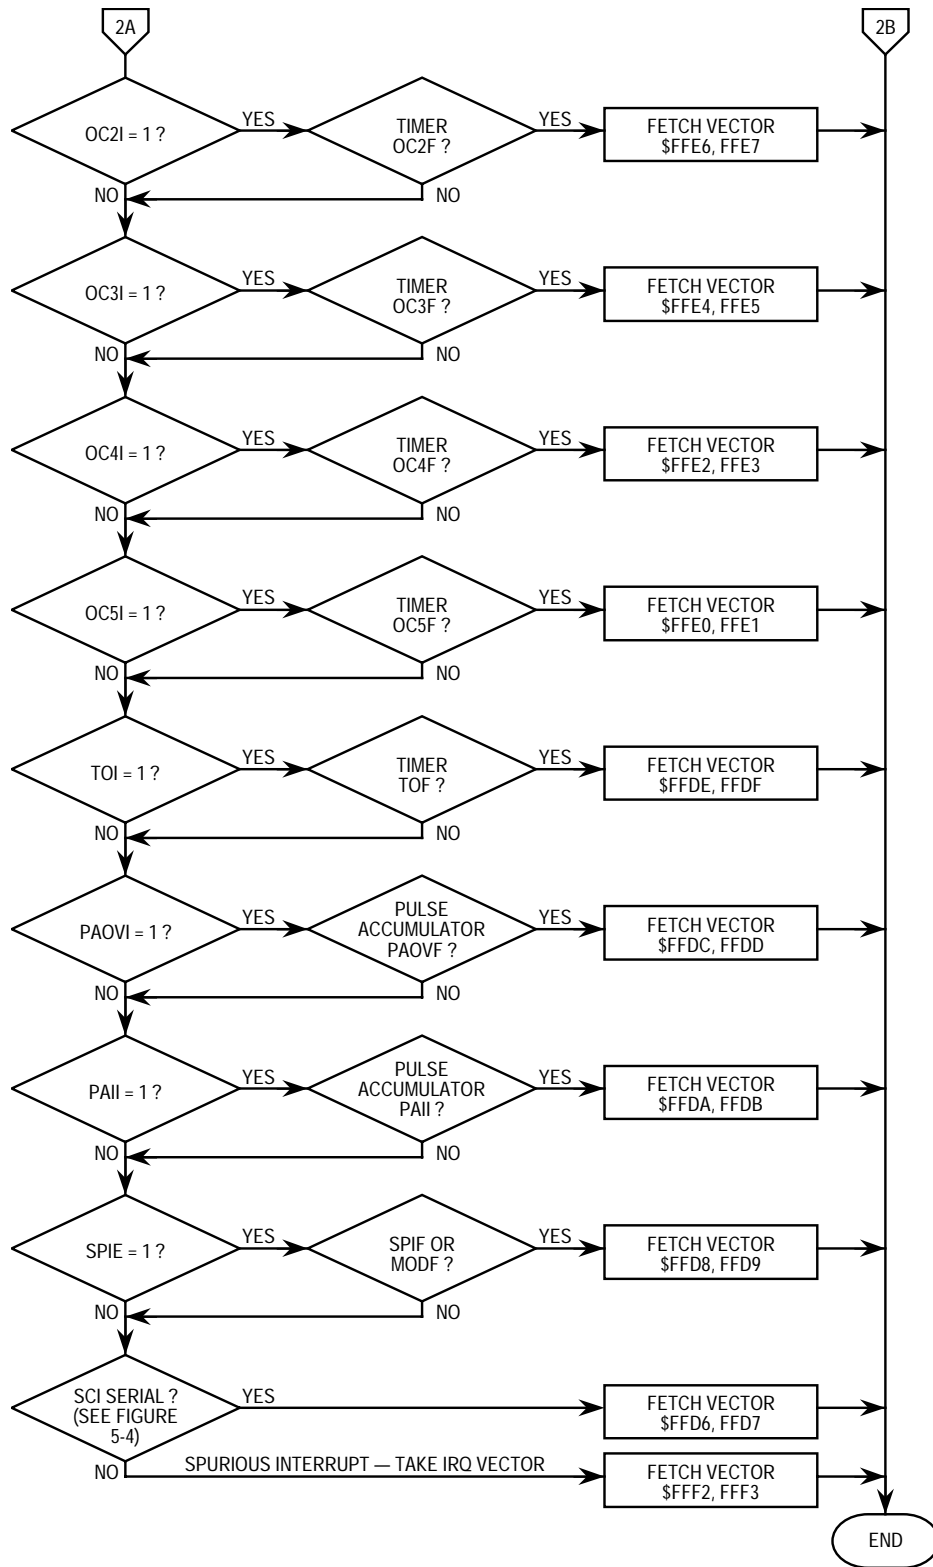 2A
2B
OC2I = 1 ?
YES
TIMER
OC2F ?
YES
FETCH VECTOR
$FFE6, FFE7
NO
NO
OC3I = 1 ?
YES
TIMER
OC3F ?
YES
FETCH VECTOR
$FFE4, FFE5
NO
NO
OC4I = 1 ?
YES
TIMER
OC4F ?
YES
FETCH VECTOR
$FFE2, FFE3
NO
NO
OC5I = 1 ?
YES
TIMER
OC5F ?
YES
FETCH VECTOR
$FFE0, FFE1
NO
NO
TOI = 1 ?
YES
TIMER
TOF ?
YES
FETCH VECTOR
$FFDE, FFDF
NO
NO
PAOVI = 1 ?
YES
PULSE
ACCUMULATOR
PAOVF ?
YES
FETCH VECTOR
$FFDC, FFDD
NO
NO
PAII = 1 ?
YES
PULSE
ACCUMULATOR
PAII ?
YES
FETCH VECTOR
$FFDA, FFDB
NO
NO
SPIE = 1 ?
YES
SPIF OR
MODF ?
YES
FETCH VECTOR
$FFD8, FFD9
NO
NO
SCI SERIAL ?
(SEE FIGURE
5-4)
YES
FETCH VECTOR
$FFD6, FFD7
NO
SPURIOUS INTERRUPT — TAKE IRQ VECTOR
FETCH VECTOR
$FFF2, FFF3
END